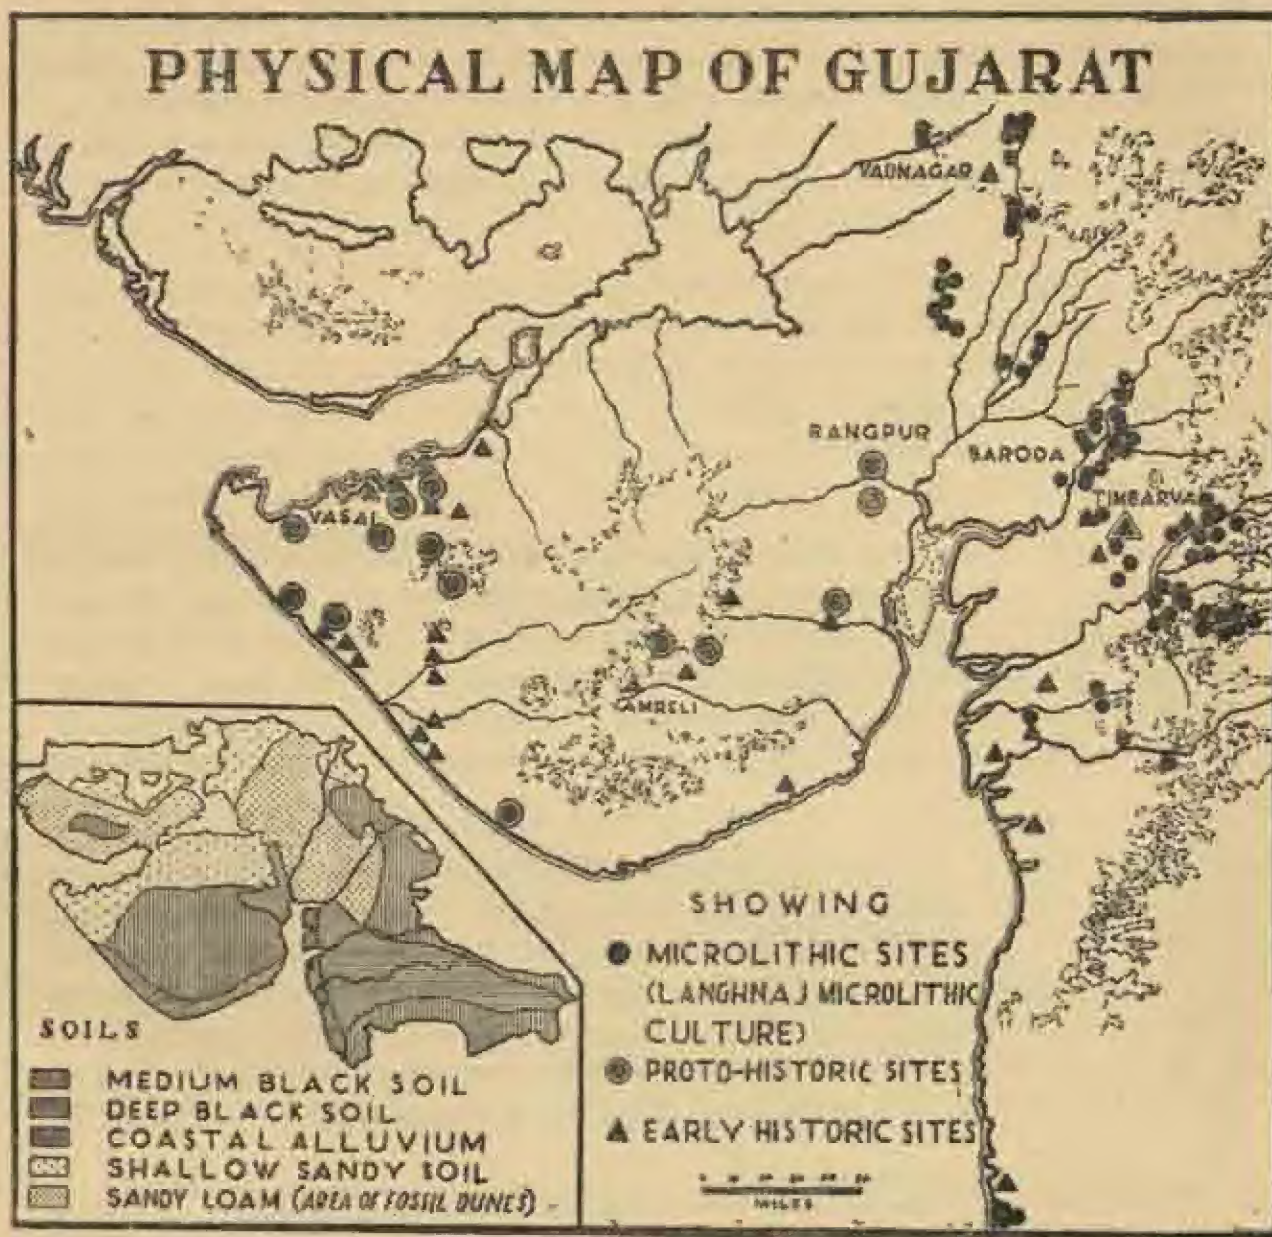 PHYSICAL MAP OF GUJARAT
VADNAGAR
RANGPUR
BARODA
TIMBARVA
VASAI
AMRELI
SHOWING
MICROLITHIC SITES
(LANGHNAJ MICROLITHIC
CULTURE)
PROTO-HISTORIC SITES
EARLY HISTORIC SITES
MILES
SOILS
MEDIUM BLACK SOIL
DEEP BLACK SOIL
COASTAL ALLUVIUM
SHALLOW SANDY SOIL
SANDY LOAM (AREA OF FOSSIL DUNES)